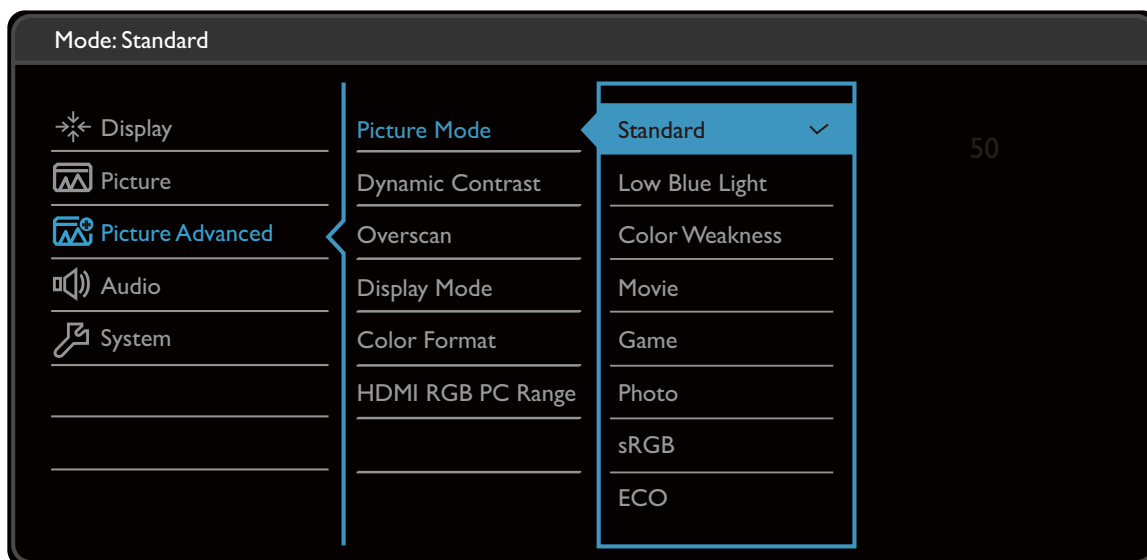 Mode: Standard
Display
Picture
Picture Advanced
Audio
System
Picture Mode
Dynamic Contrast
Overscan
Display Mode
Color Format
HDMI RGB PC Range
Standard
Low Blue Light
Color Weakness
Movie
Game
Photo
sRGB
ECO
50